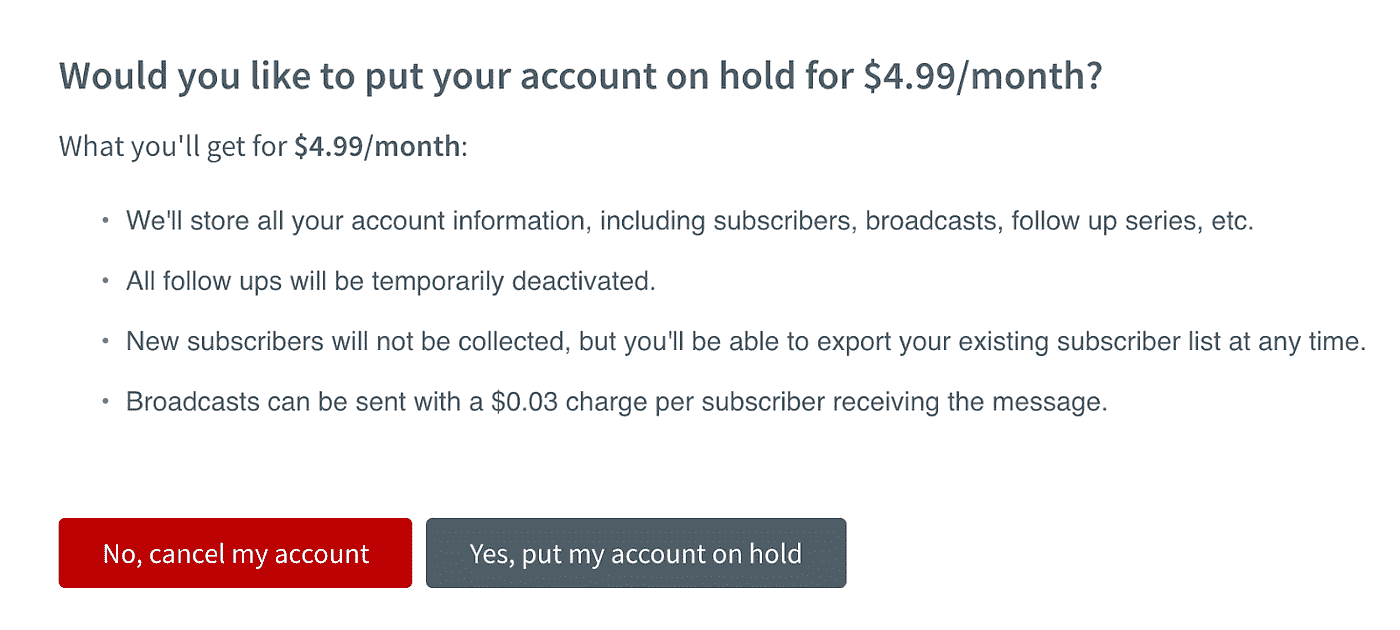 Would you like to put your account on hold for $4.99/month?
What you'll get for $4.99/month:
• We'll store all your account information, including subscribers, broadcasts, follow up series, etc.
• All follow ups will be temporarily deactivated.
• New subscribers will not be collected, but you'll be able to export your existing subscriber list at any time.
• Broadcasts can be sent with a $0.03 charge per subscriber receiving the message.
No, cancel my account
Yes, put my account on hold